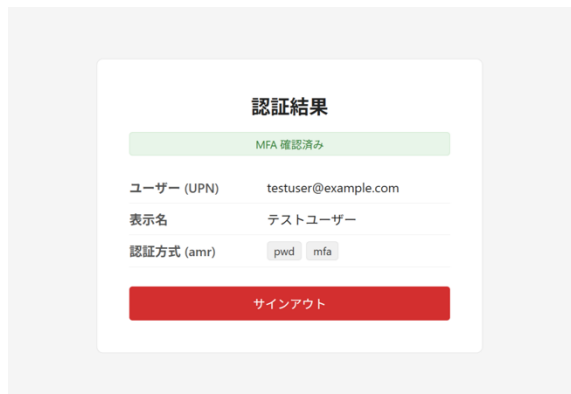 認証結果
MFA 確認済み
ユーザー (UPN) testuser@example.com
表示名 テストユーザー
認証方式 (amr) pwd mfa
サインアウト